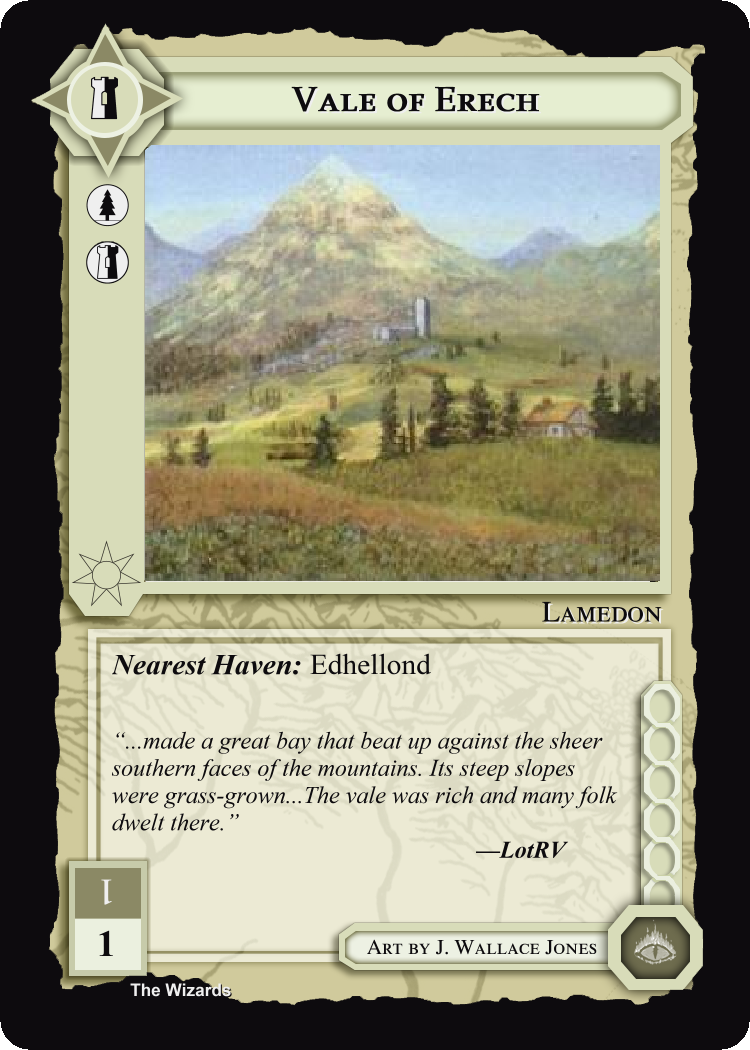 Vale of Erech
Lamedon
Nearest Haven: Edhellond
“...made a great bay that beat up against the sheer
southern faces of the mountains. Its steep slopes
were grass-grown...The vale was rich and many folk
dwelt there.”
—LotRV
1
1
Art by J. Wallace Jones
The Wizards